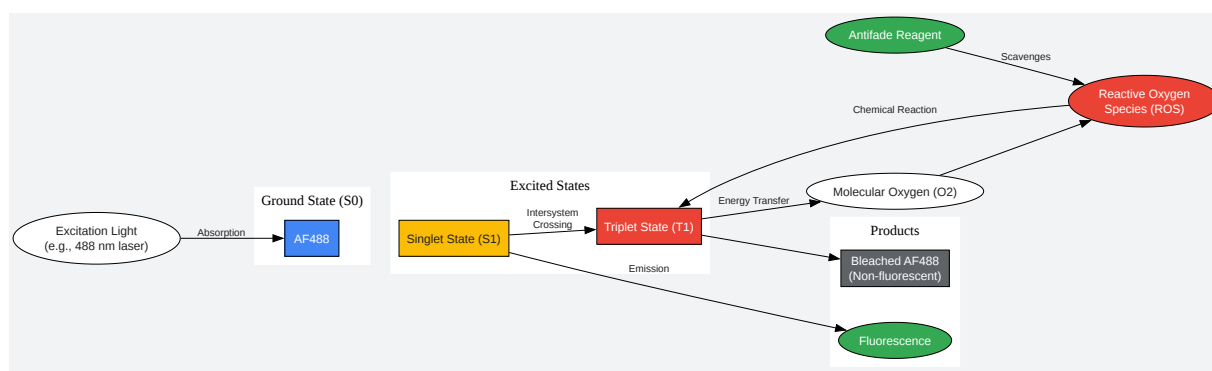 Antifade Reagent
Scavenges
Reactive Oxygen
Species (ROS)
Chemical Reaction
Excited States
Molecular Oxygen (O2)
Ground State (S0)
Energy Transfer
Intersystem
Crossing
Excitation Light
(e.g., 488 nm laser)
Absorption
AF488
Singlet State (S1)
Triplet State (T1)
Products
Bleached AF488
(Non-fluorescent)
Emission
Fluorescence